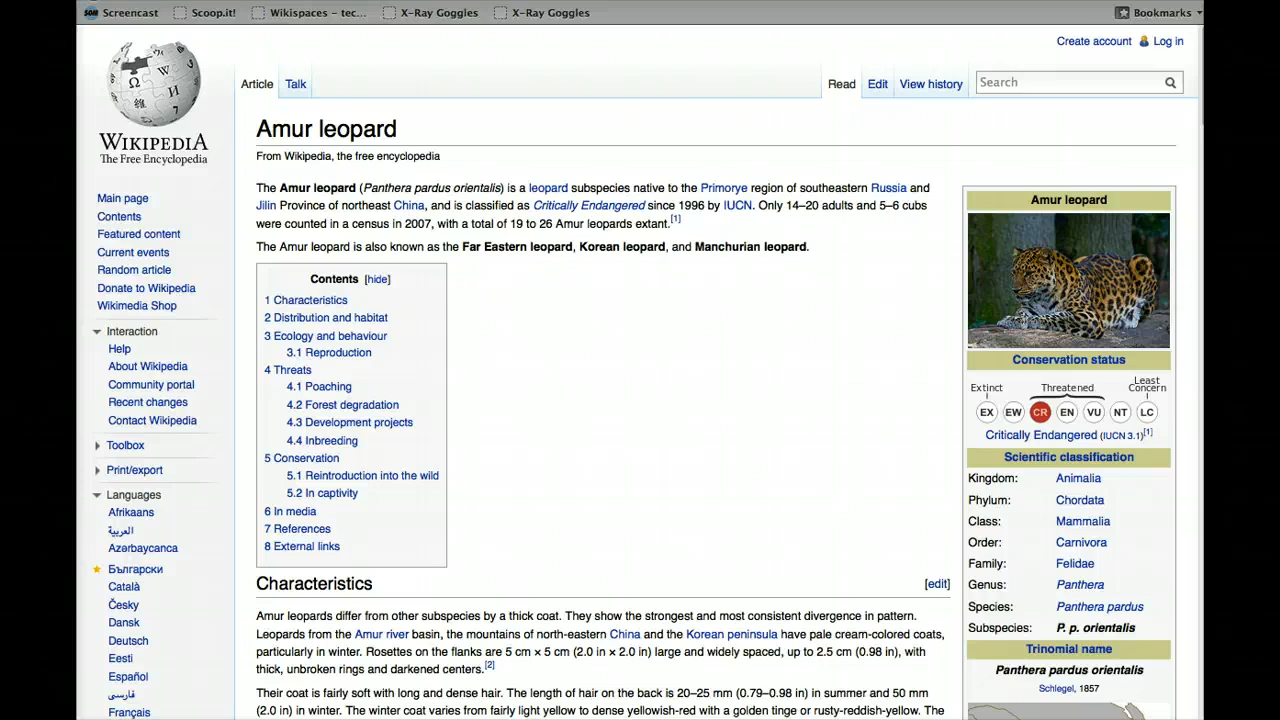 Screencast
Scoop.it!
Wikispaces – tec...
X-Ray Goggles
X-Ray Goggles
Bookmarks
Create account
Log in
Article
Talk
Read
Edit
View history
Search
WIKIPEDIA
The Free Encyclopedia
Main page
Contents
Featured content
Current events
Random article
Donate to Wikipedia
Wikimedia Shop
Interaction
Help
About Wikipedia
Community portal
Recent changes
Contact Wikipedia
Toolbox
Print/export
Languages
Afrikaans
العربية
Azərbaycanca
Български
Català
Česky
Dansk
Deutsch
Eesti
Español
فارسی
Français
Amur leopard
From Wikipedia, the free encyclopedia
The Amur leopard (Panthera pardus orientalis) is a leopard subspecies native to the Primorye region of southeastern Russia and
Jilin Province of northeast China, and is classified as Critically Endangered since 1996 by IUCN. Only 14–20 adults and 5–6 cubs
were counted in a census in 2007, with a total of 19 to 26 Amur leopards extant.[1]
The Amur leopard is also known as the Far Eastern leopard, Korean leopard, and Manchurian leopard.
Contents [hide]
1 Characteristics
2 Distribution and habitat
3 Ecology and behaviour
3.1 Reproduction
4 Threats
4.1 Poaching
4.2 Forest degradation
4.3 Development projects
4.4 Inbreeding
5 Conservation
5.1 Reintroduction into the wild
5.2 In captivity
6 In media
7 References
8 External links
Characteristics [edit]
Amur leopards differ from other subspecies by a thick coat. They show the strongest and most consistent divergence in pattern.
Leopards from the Amur river basin, the mountains of north-eastern China and the Korean peninsula have pale cream-colored coats,
particularly in winter. Rosettes on the flanks are 5 cm × 5 cm (2.0 in × 2.0 in) large and widely spaced, up to 2.5 cm (0.98 in), with
thick, unbroken rings and darkened centers.[2]
Their coat is fairly soft with long and dense hair. The length of hair on the back is 20–25 mm (0.79–0.98 in) in summer and 50 mm
(2.0 in) in winter. The winter coat varies from fairly light yellow to dense yellowish-red with a golden tinge or rusty-reddish-yellow. The
Amur leopard
Conservation status
Extinct Threatened Least Concern
EX EW CR EN VU NT LC
Critically Endangered (IUCN 3.1)[1]
Scientific classification
Kingdom: Animalia
Phylum: Chordata
Class: Mammalia
Order: Carnivora
Family: Felidae
Genus: Panthera
Species: Panthera pardus
Subspecies: P. p. orientalis
Trinomial name
Panthera pardus orientalis
Schlegel, 1857